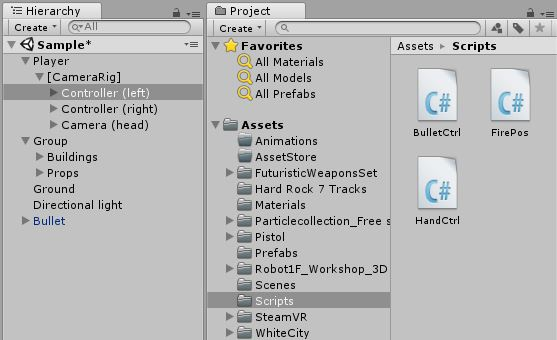 Hierarchy
Create
All
Sample*
Player
[CameraRig]
Controller (left)
Controller (right)
Camera (head)
Group
Buildings
Props
Ground
Directional light
Bullet
Project
Create
Favorites
All Materials
All Models
All Prefabs
Assets
Animations
AssetStore
FuturisticWeaponsSet
Hard Rock 7 Tracks
Materials
Particlecollection_Free s
Pistol
Prefabs
Robot1F_Workshop_3D
Scenes
Scripts
SteamVR
WhiteCity
Assets Scripts
C# C#
BulletCtrl FirePos
C#
HandCtrl